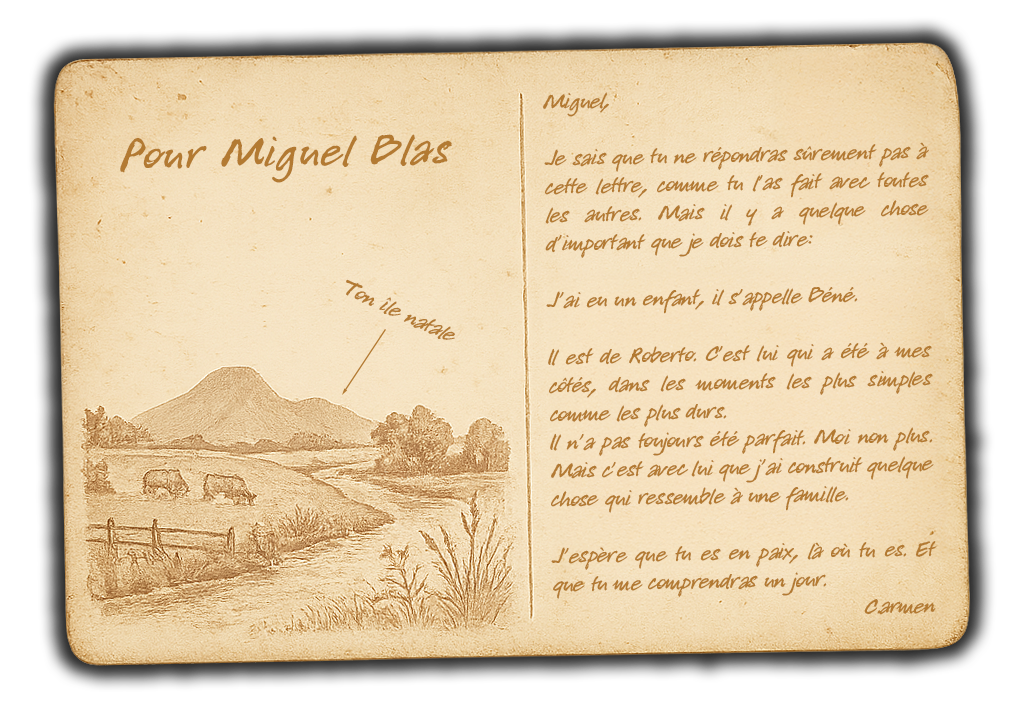 Pour Miguel Blas
Ton île natale
Miguel,
Je sais que tu ne répondras sûrement pas à
cette lettre, comme tu l'as fait avec toutes
les autres. Mais il y a quelque chose
d'important que je dois te dire:
J'ai eu un enfant, il s'appelle Béné.
Il est de Roberto. C'est lui qui a été à mes
côtés, dans les moments les plus simples
comme les plus durs.
Il n'a pas toujours été parfait. Moi non plus.
Mais c'est avec lui que j'ai construit quelque
chose qui ressemble à une famille.
J'espère que tu es en paix, là où tu es. Et
que tu me comprendras un jour.
Carmen